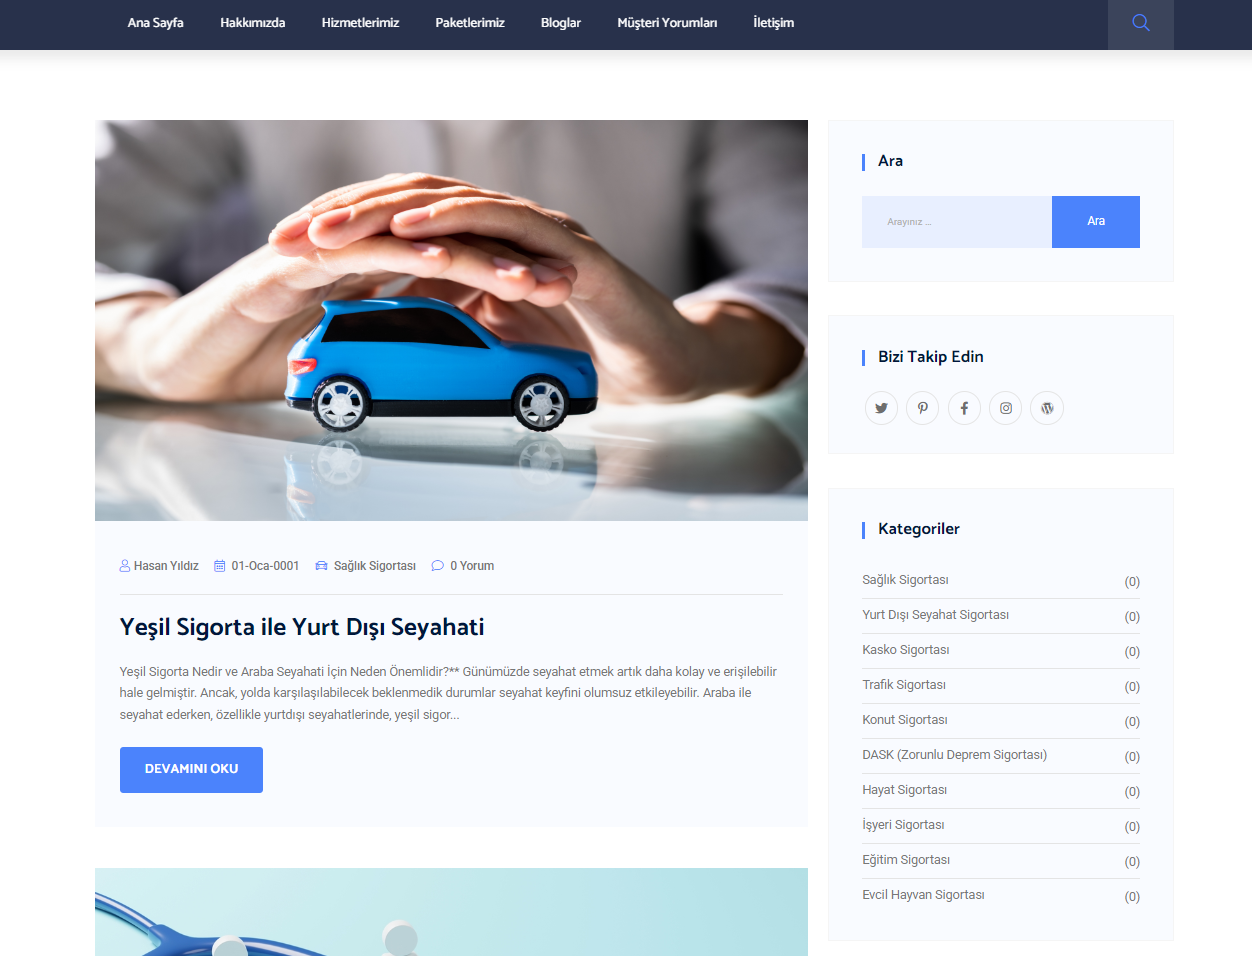 Ana Sayfa Hakkımızda Hizmetlerimiz Paketlerimiz Bloglar Müşteri Yorumları İletişim
Hasan Yıldız 01-Oca-0001 Sağlık Sigortası 0 Yorum
Yeşil Sigorta ile Yurt Dışı Seyahati
Yeşil Sigorta Nedir ve Araba Seyahati İçin Neden Önemlidir?** Günümüzde seyahat etmek artık daha kolay ve erişilebilir
hale gelmiştir. Ancak, yolda karşılaşılabilecek beklenmedik durumlar seyahat keyfini olumsuz etkileyebilir. Araba ile
seyahat ederken, özellikle yurtdışı seyahatlerinde, yeşil sigor...
DEVAMINI OKU
Ara
Arayınız ... Ara
Bizi Takip Edin
Kategoriler
Sağlık Sigortası (0)
Yurt Dışı Seyahat Sigortası (0)
Kasko Sigortası (0)
Trafik Sigortası (0)
Konut Sigortası (0)
DASK (Zorunlu Deprem Sigortası) (0)
Hayat Sigortası (0)
İşyeri Sigortası (0)
Eğitim Sigortası (0)
Evcil Hayvan Sigortası (0)